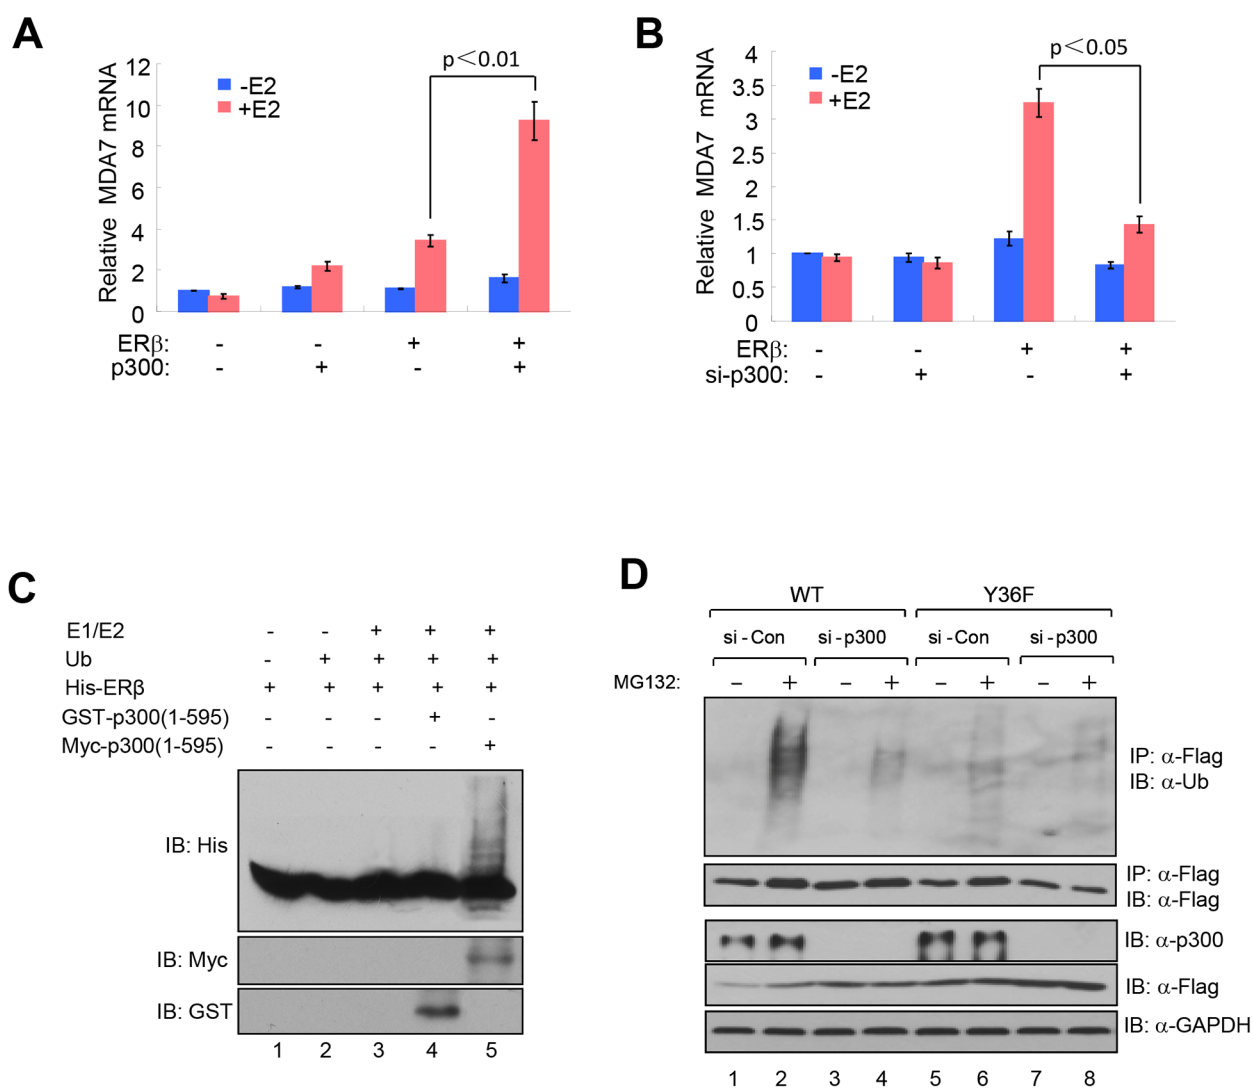 A
p<0.01
Relative MDA7 mRNA
12
10
8
6
4
2
0
-E2
+E2
ERβ: - - + +
p300: - + - +
B
p<0.05
Relative MDA7 mRNA
4
3.5
3
2.5
2
1.5
1
0.5
0
-E2
+E2
ERβ: - - + +
si-p300: - + - +
C
E1/E2 - - + + +
Ub - + + + +
His-ERβ + + + + +
GST-p300(1-595) - - - + -
Myc-p300(1-595) - - - - +
IB: His
IB: Myc
IB: GST
1 2 3 4 5
D
WT Y36F
si-Con si-p300 si-Con si-p300
MG132: - + - + - + - +
IP: α-Flag
IB: α-Ub
IP: α-Flag
IB: α-Flag
IB: α-p300
IB: α-Flag
IB: α-GAPDH
1 2 3 4 5 6 7 8